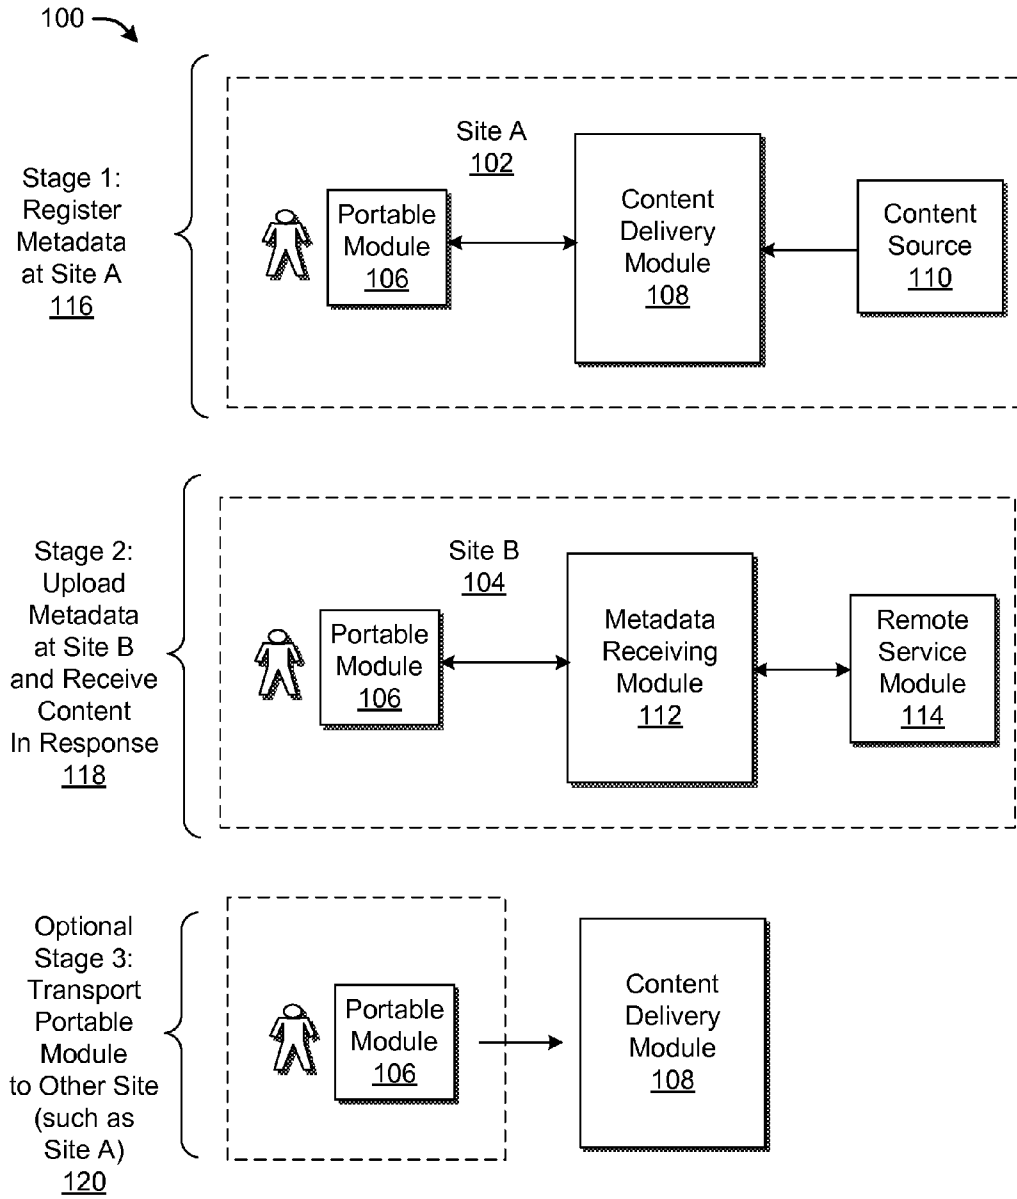 100
Stage 1:
Register
Metadata
at Site A
116
Site A
102
Portable
Module
106
Content
Delivery
Module
108
Content
Source
110
Stage 2:
Upload
Metadata
at Site B
and Receive
Content
In Response
118
Site B
104
Portable
Module
106
Metadata
Receiving
Module
112
Remote
Service
Module
114
Optional
Stage 3:
Transport
Portable
Module
to Other Site
(such as
Site A)
120
Portable
Module
106
Content
Delivery
Module
108